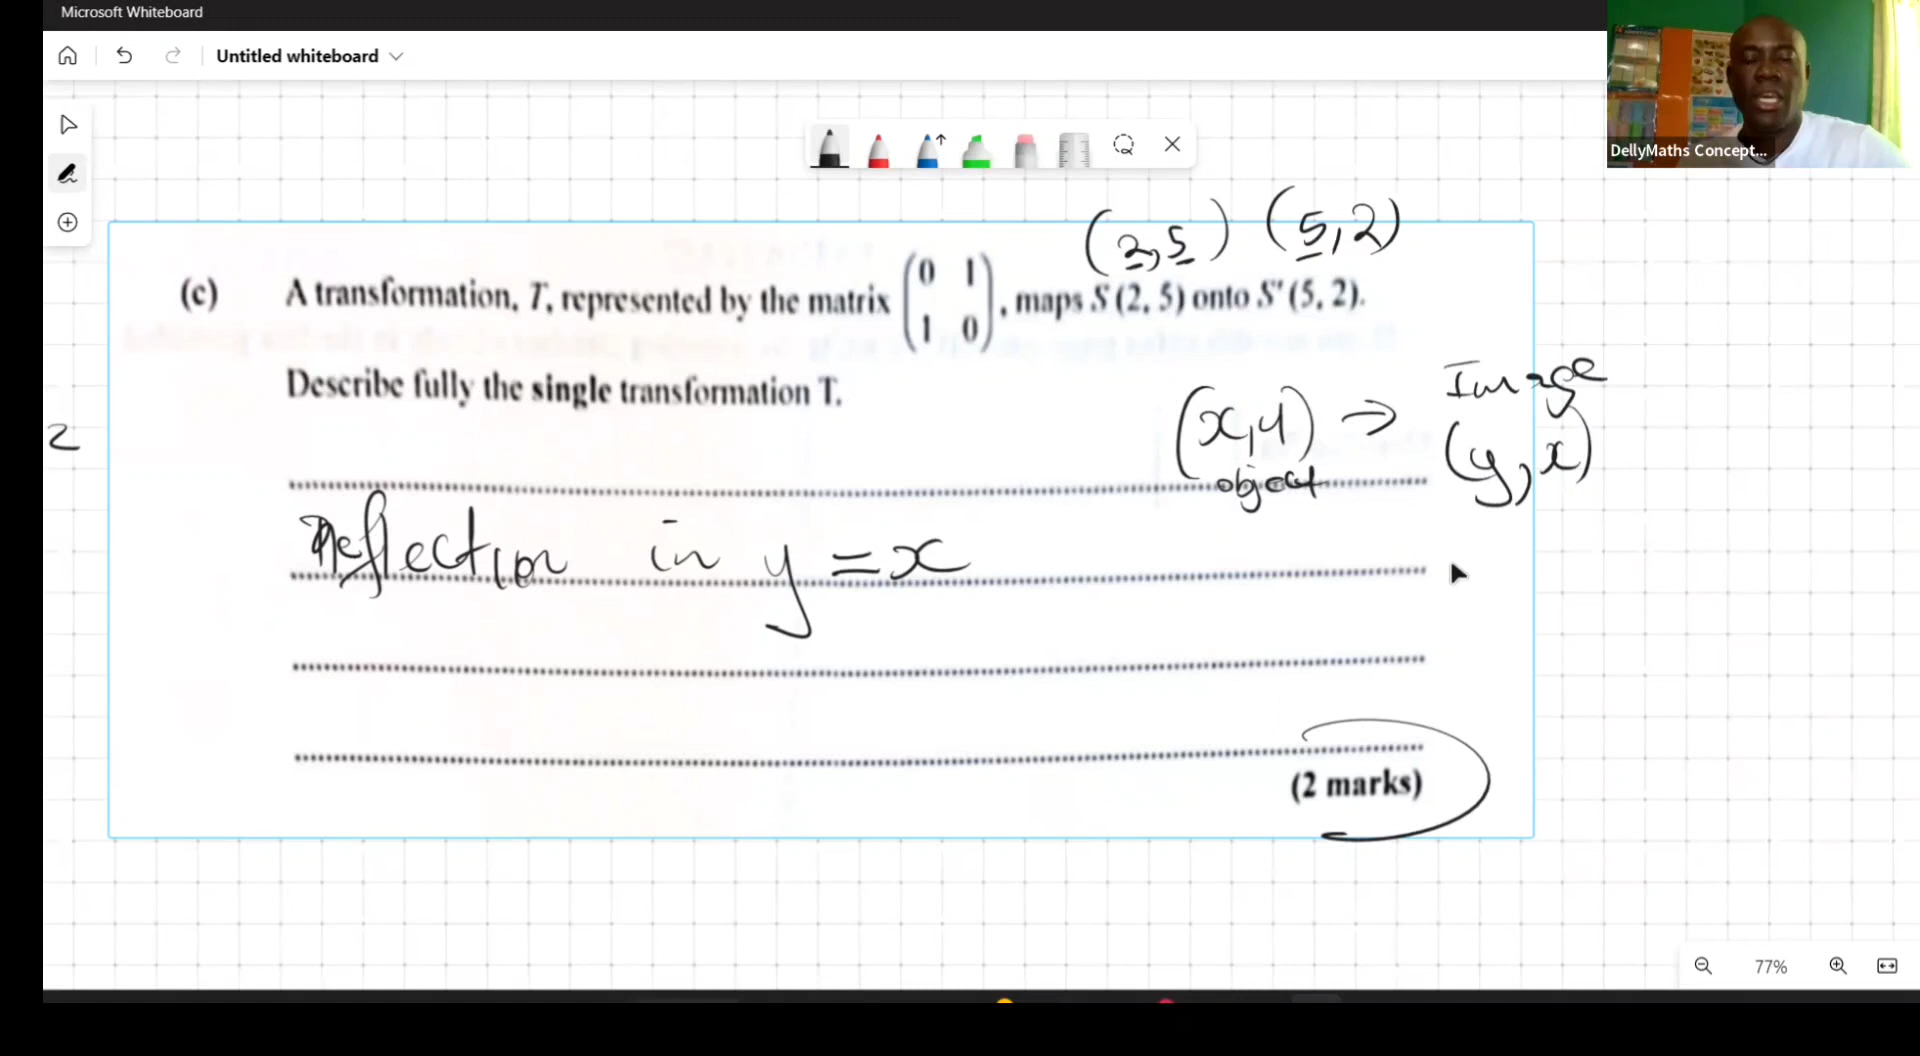 Microsoft Whiteboard
Untitled whiteboard
DellyMaths Concept...
(2,5) (5,2)
(c) A transformation, T, represented by the matrix (0 1
1 0), maps S (2, 5) onto S' (5, 2).
Describe fully the single transformation T.
Image
(x,y) → (y,x)
object
2
Reflection in y = x
(2 marks)
77%